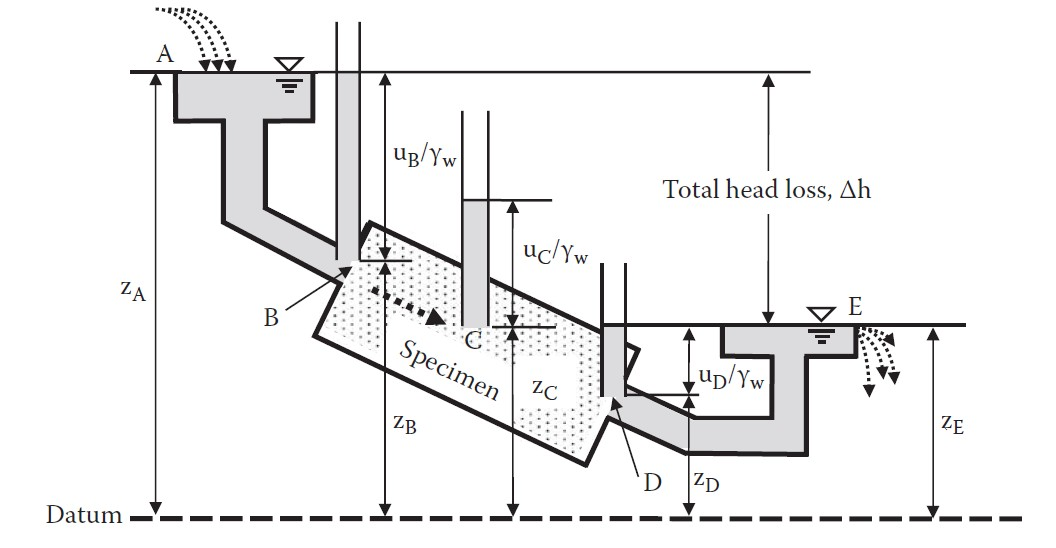 A
u_B/γ_w
Total head loss, Δh
u_C/γ_w
z_A
E
B
C
Specimen
u_D/γ_w
z_C
z_B
z_E
D
z_D
Datum